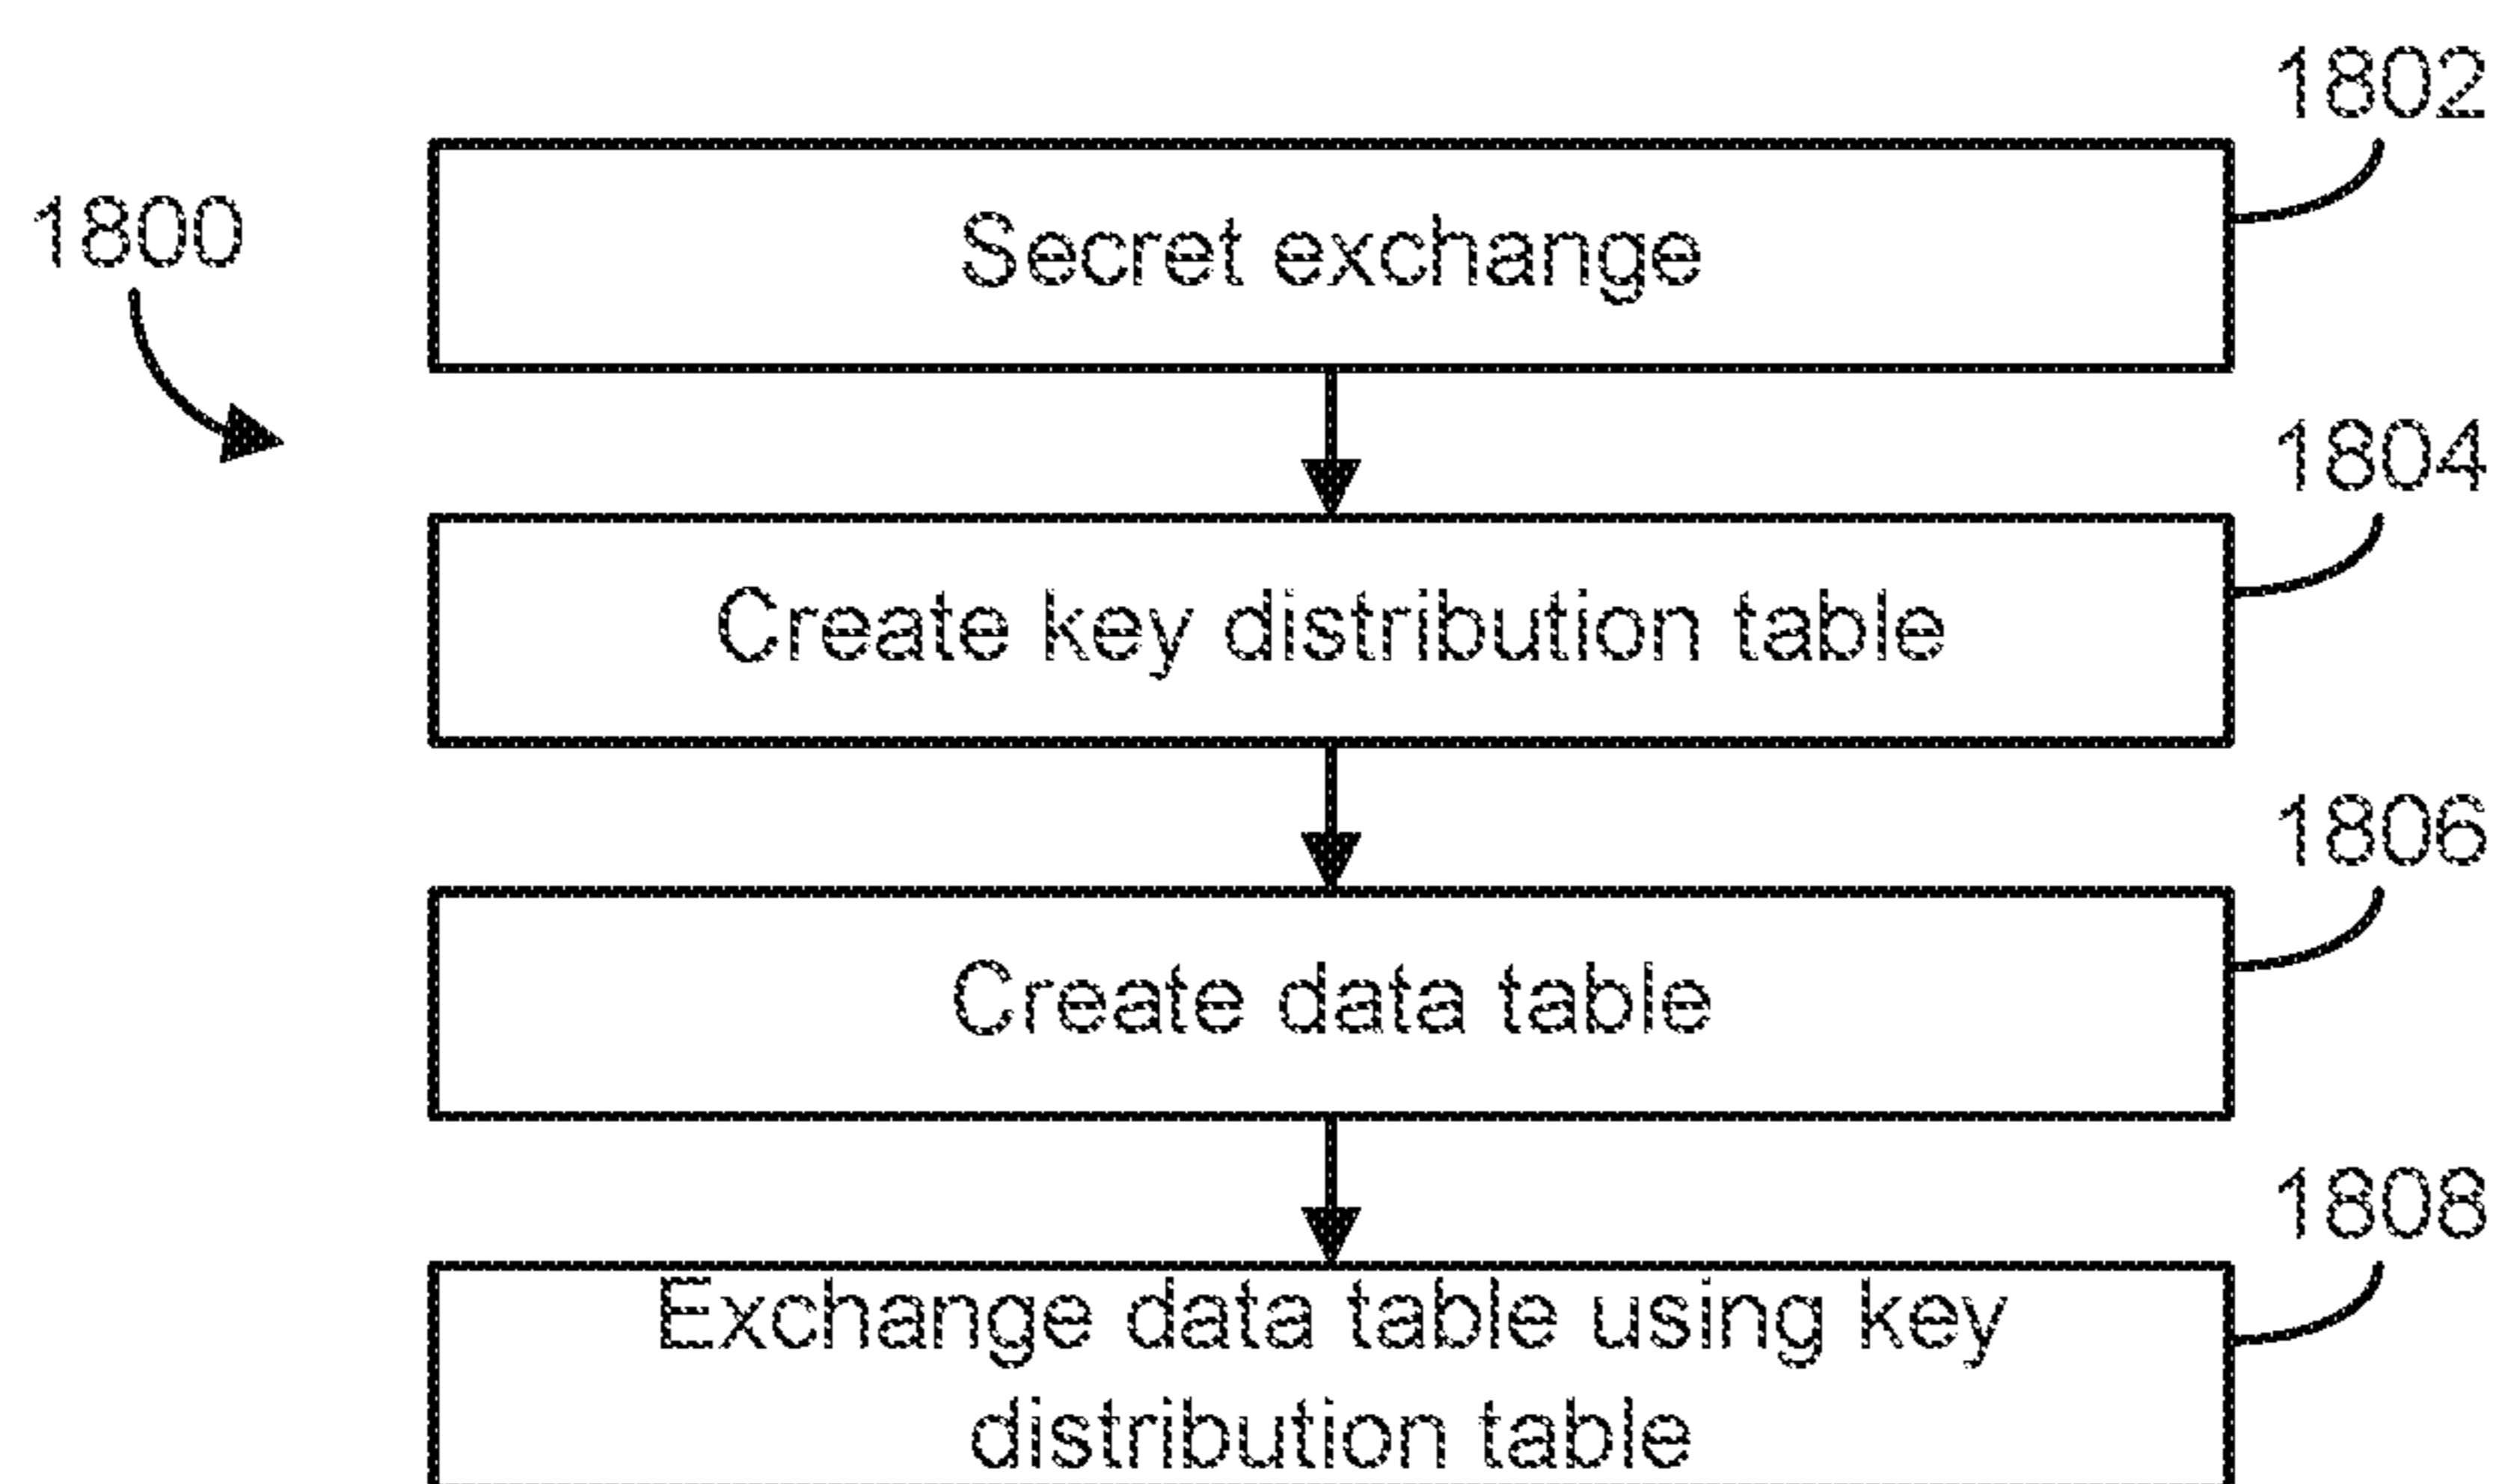 1802
1800
Secret exchange
1804
Create key distribution table
1806
Create data table
1808
Exchange data table using key
distribution table